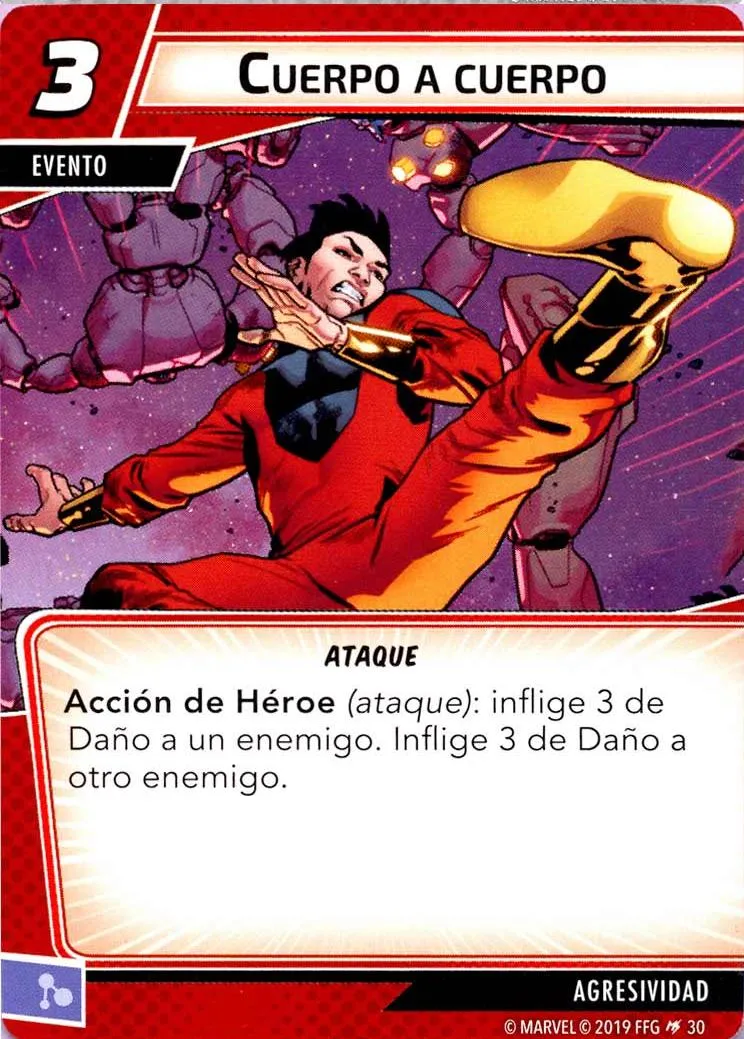 3
CUERPO A CUERPO
EVENTO
ATAQUE
Acción de Héroe (ataque): inflige 3 de
Daño a un enemigo. Inflige 3 de Daño a
otro enemigo.
AGRESIVIDAD
© MARVEL © 2019 FFG 30